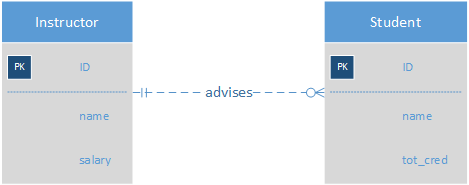 Instructor
PK ID
name
salary
advises
Student
PK ID
name
tot_cred